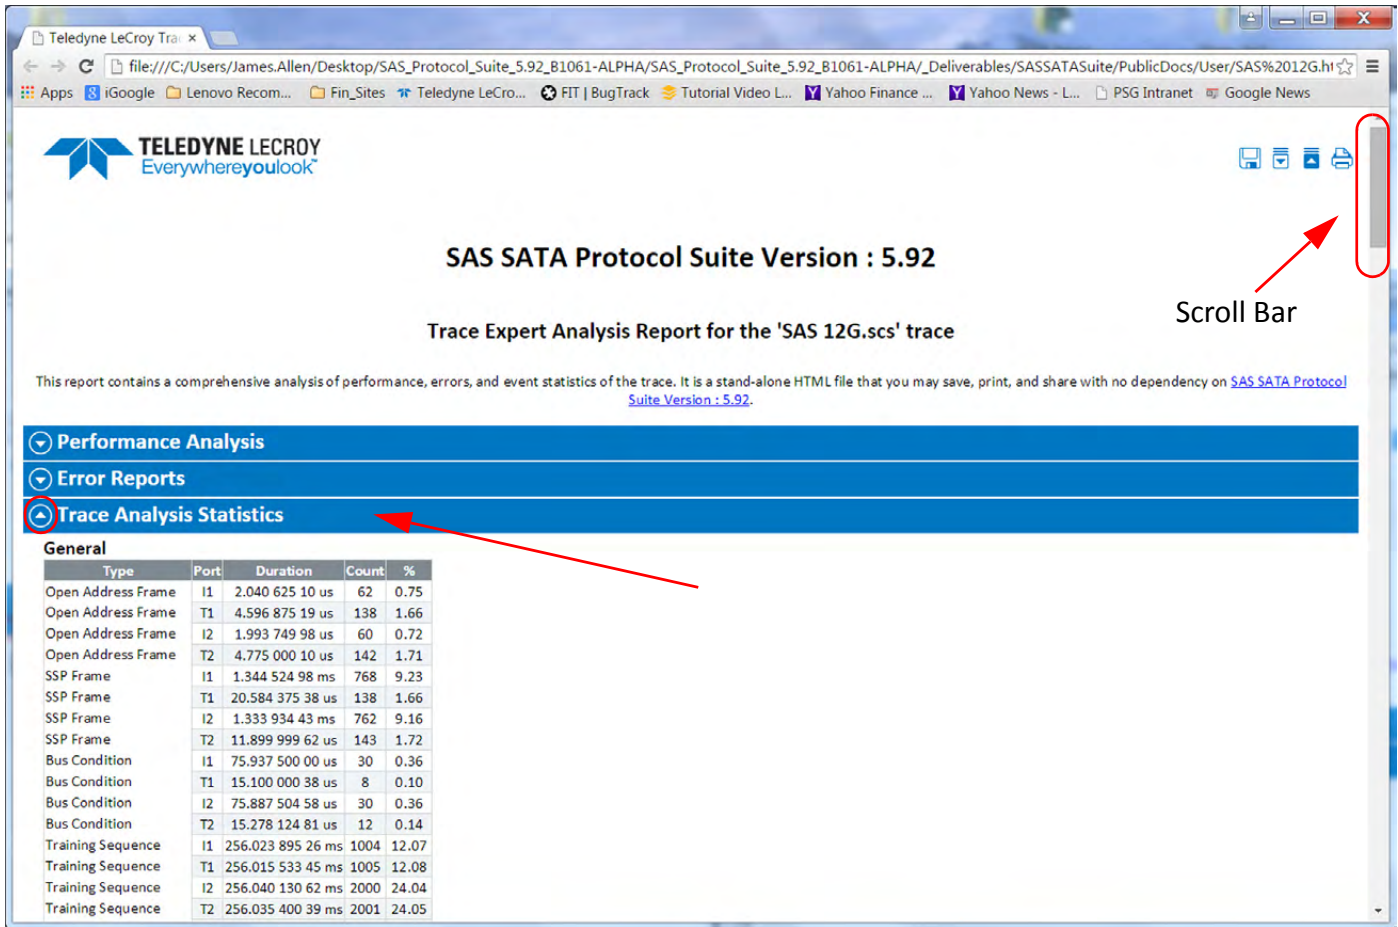 Teledyne LeCroy Trac
file:///C:/Users/James.Allen/Desktop/SAS_Protocol_Suite_5.92_B1061-ALPHA/SAS_Protocol_Suite_5.92_B1061-ALPHA/_Deliverables/SASSATASuite/PublicDocs/User/SAS%2012G.ht
Apps iGoogle Lenovo Recom... Fin_Sites Teledyne LeCro... FIT | BugTrack Tutorial Video L... Yahoo Finance ... Yahoo News - L... PSG Intranet Google News
TELEDYNE LECROY
Everywhereyoulook™
SAS SATA Protocol Suite Version : 5.92
Scroll Bar
Trace Expert Analysis Report for the 'SAS 12G.scs' trace
This report contains a comprehensive analysis of performance, errors, and event statistics of the trace. It is a stand-alone HTML file that you may save, print, and share with no dependency on SAS SATA Protocol
Suite Version : 5.92.
Performance Analysis
Error Reports
Trace Analysis Statistics
General
Type Port Duration Count %
Open Address Frame I1 2.040 625 10 us 62 0.75
Open Address Frame T1 4.596 875 19 us 138 1.66
Open Address Frame I2 1.993 749 98 us 60 0.72
Open Address Frame T2 4.775 000 10 us 142 1.71
SSP Frame I1 1.344 524 98 ms 768 9.23
SSP Frame T1 20.584 375 38 us 138 1.66
SSP Frame I2 1.333 934 43 ms 762 9.16
SSP Frame T2 11.899 999 62 us 143 1.72
Bus Condition I1 75.937 500 00 us 30 0.36
Bus Condition T1 15.100 000 38 us 8 0.10
Bus Condition I2 75.887 504 58 us 30 0.36
Bus Condition T2 15.278 124 81 us 12 0.14
Training Sequence I1 256.023 895 26 ms 1004 12.07
Training Sequence T1 256.015 533 45 ms 1005 12.08
Training Sequence I2 256.040 130 62 ms 2000 24.04
Training Sequence T2 256.035 400 39 ms 2001 24.05